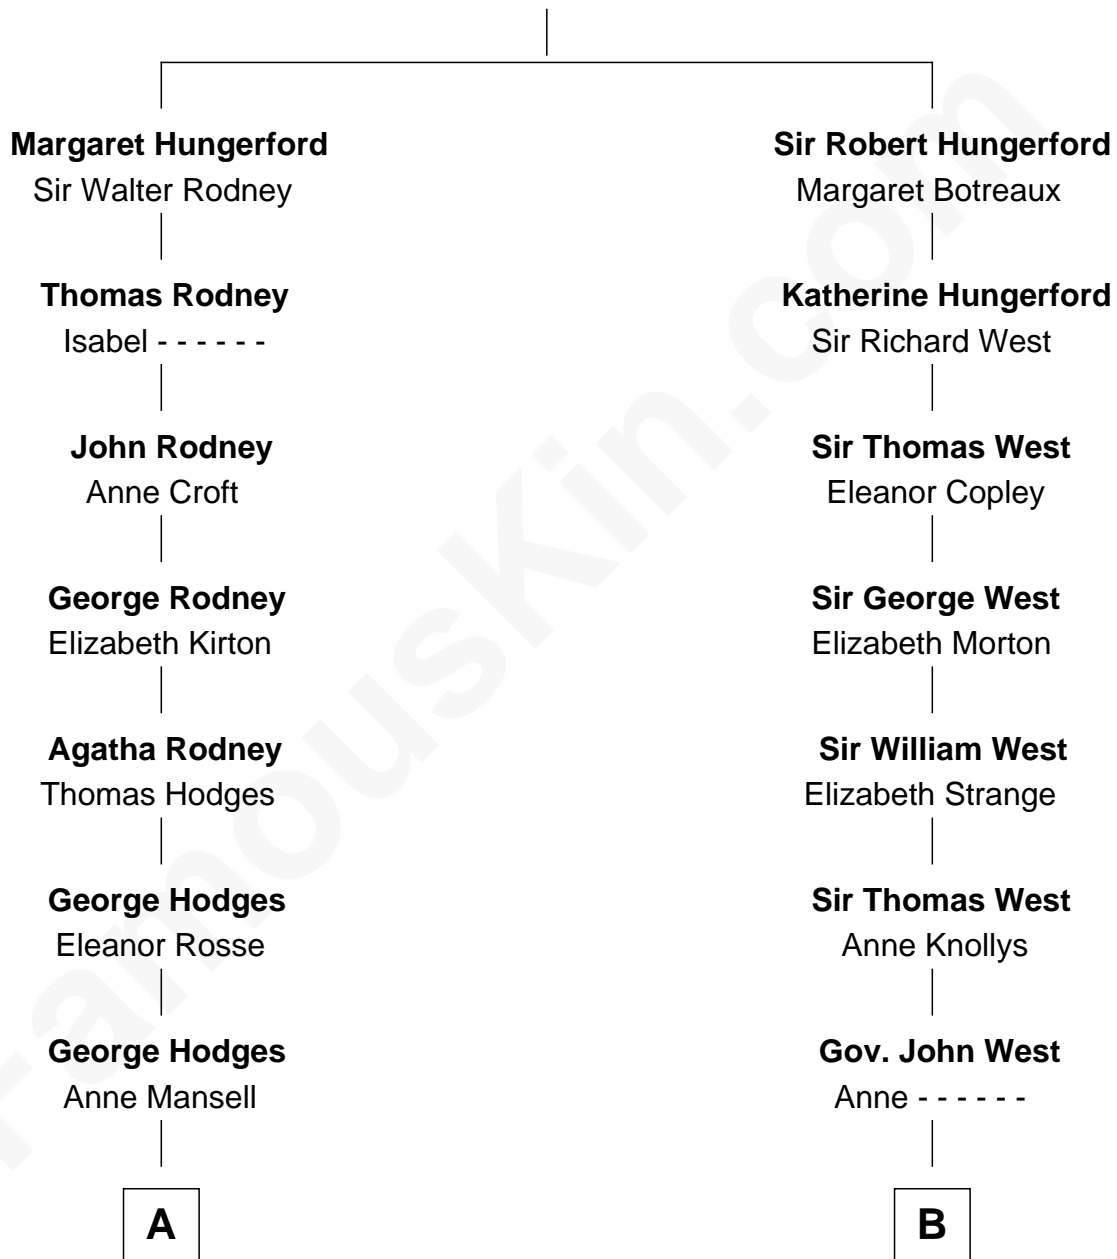 Margaret Hungerford
Sir Walter Rodney
Thomas Rodney
Isabel - - - - - -
John Rodney
Anne Croft
George Rodney
Elizabeth Kirton
Agatha Rodney
Thomas Hodges
George Hodges
Eleanor Rosse
George Hodges
Anne Mansell
A
Sir Robert Hungerford
Margaret Botreaux
Katherine Hungerford
Sir Richard West
Sir Thomas West
Eleanor Copley
Sir George West
Elizabeth Morton
Sir William West
Elizabeth Strange
Sir Thomas West
Anne Knollys
Gov. John West
Anne - - - - - -
B
FamousKin.com